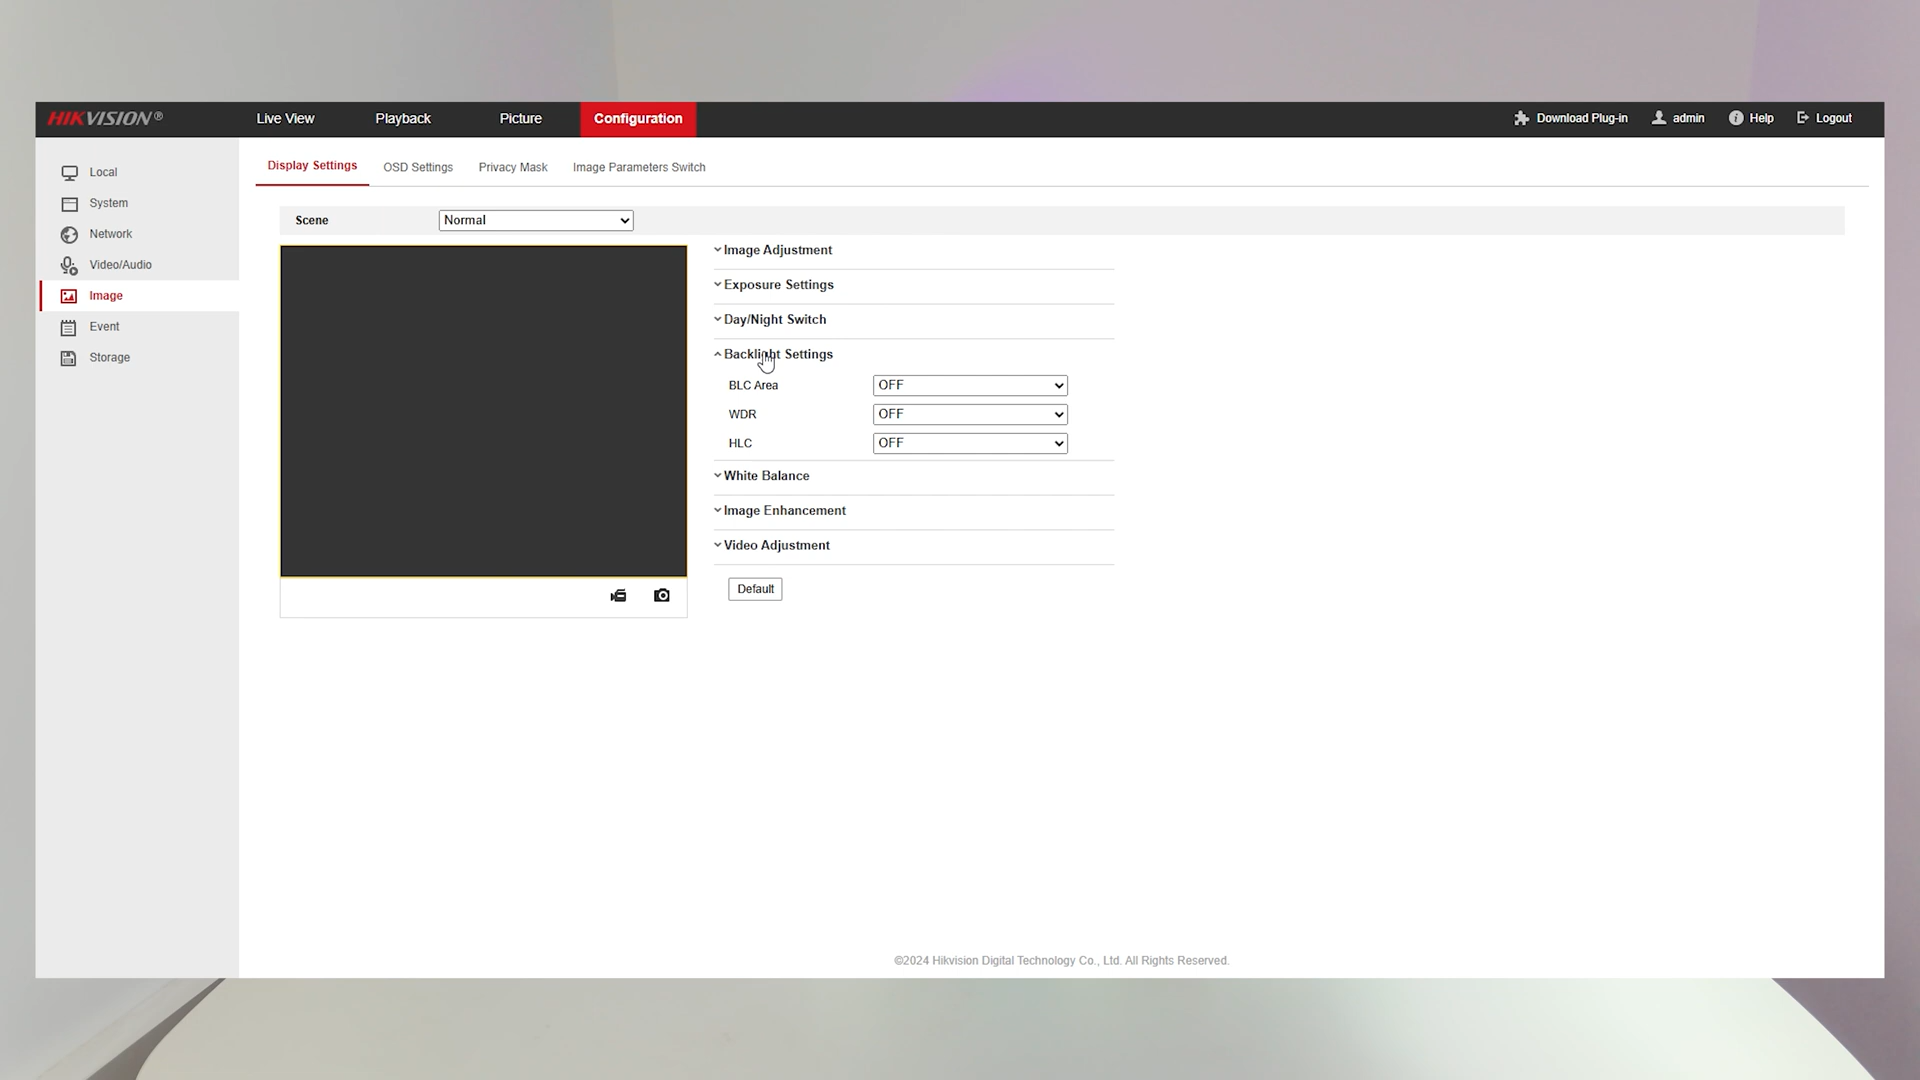 HIKVISION®
Live View
Playback
Picture
Configuration
Download Plug-in
admin
Help
Logout
Local
System
Network
Video/Audio
Image
Event
Storage
Display Settings
OSD Settings
Privacy Mask
Image Parameters Switch
Scene
Normal
Image Adjustment
Exposure Settings
Day/Night Switch
Backlight Settings
BLC Area
OFF
WDR
OFF
HLC
OFF
White Balance
Image Enhancement
Video Adjustment
Default
©2024 Hikvision Digital Technology Co., Ltd. All Rights Reserved.